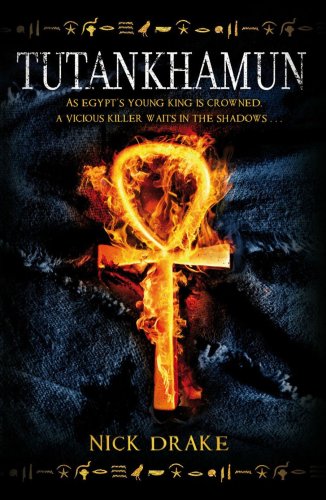 TUTANKHAMUN
AS EGYPT'S YOUNG KING IS CROWNED,
A VICIOUS KILLER WAITS IN THE SHADOWS . . .
NICK DRAKE